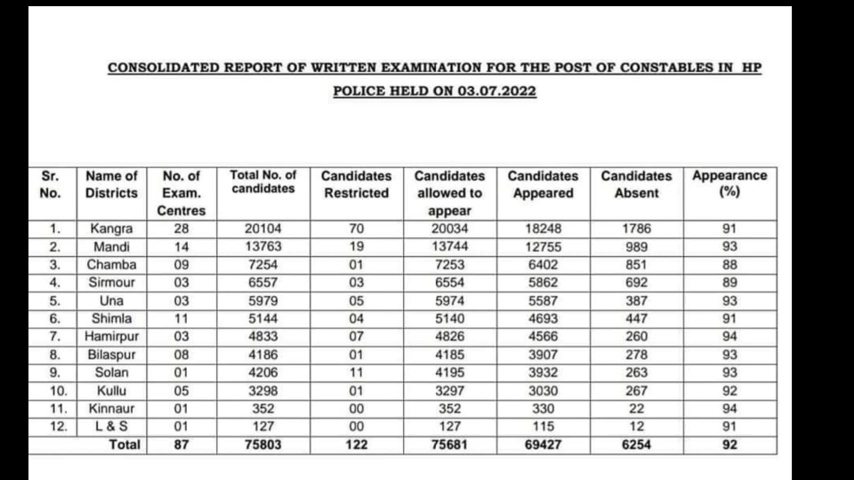 CONSOLIDATED REPORT OF WRITTEN EXAMINATION FOR THE POST OF CONSTABLES IN HP
POLICE HELD ON 03.07.2022
Sr. No. Name of Districts No. of Exam. Centres Total No. of candidates Candidates Restricted Candidates allowed to appear Candidates Appeared Candidates Absent Appearance (%)
1. Kangra 28 20104 70 20034 18248 1786 91
2. Mandi 14 13763 19 13744 12755 989 93
3. Chamba 09 7254 01 7253 6402 851 88
4. Sirmour 03 6557 03 6554 5862 692 89
5. Una 03 5979 05 5974 5587 387 93
6. Shimla 11 5144 04 5140 4693 447 91
7. Hamirpur 03 4833 07 4826 4566 260 94
8. Bilaspur 08 4186 01 4185 3907 278 93
9. Solan 01 4206 11 4195 3932 263 93
10. Kullu 05 3298 01 3297 3030 267 92
11. Kinnaur 01 352 00 352 330 22 94
12. L & S 01 127 00 127 115 12 91
Total 87 75803 122 75681 69427 6254 92